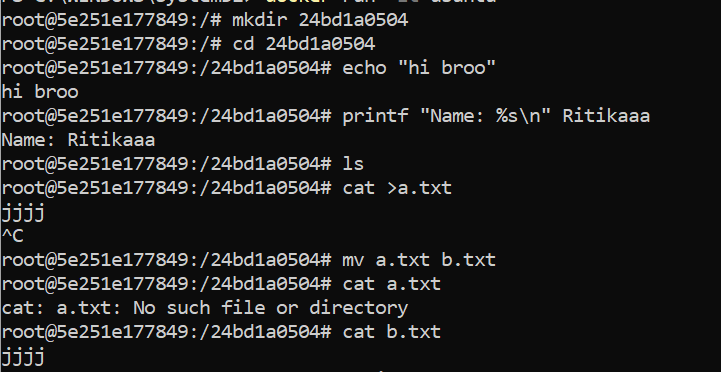 root@5e251e177849:/# mkdir 24bd1a0504
root@5e251e177849:/# cd 24bd1a0504
root@5e251e177849:/24bd1a0504# echo "hi broo"
hi broo
root@5e251e177849:/24bd1a0504# printf "Name: %s\n" Ritikaaa
Name: Ritikaaa
root@5e251e177849:/24bd1a0504# ls
root@5e251e177849:/24bd1a0504# cat >a.txt
jjjj
^C
root@5e251e177849:/24bd1a0504# mv a.txt b.txt
root@5e251e177849:/24bd1a0504# cat a.txt
cat: a.txt: No such file or directory
root@5e251e177849:/24bd1a0504# cat b.txt
jjjj